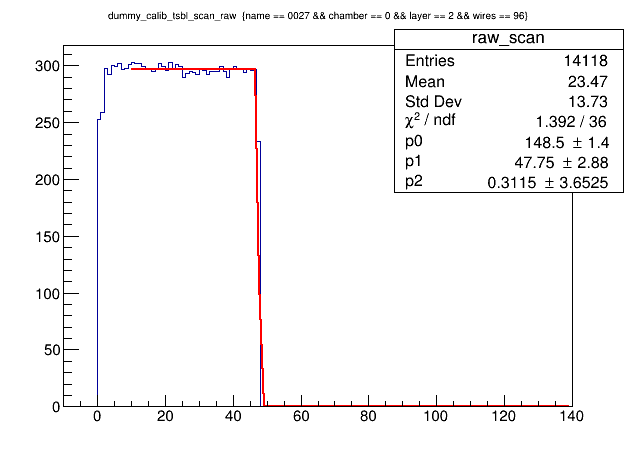 dummy_calib_tsbl_scan_raw {name == 0027 && chamber == 0 && layer == 2 && wires == 96}
raw_scan
Entries 14118
Mean 23.47
Std Dev 13.73
χ² / ndf 1.392 / 36
p0 148.5 ± 1.4
p1 47.75 ± 2.88
p2 0.3115 ± 3.6525
300
250
200
150
100
50
0
0 20 40 60 80 100 120 140